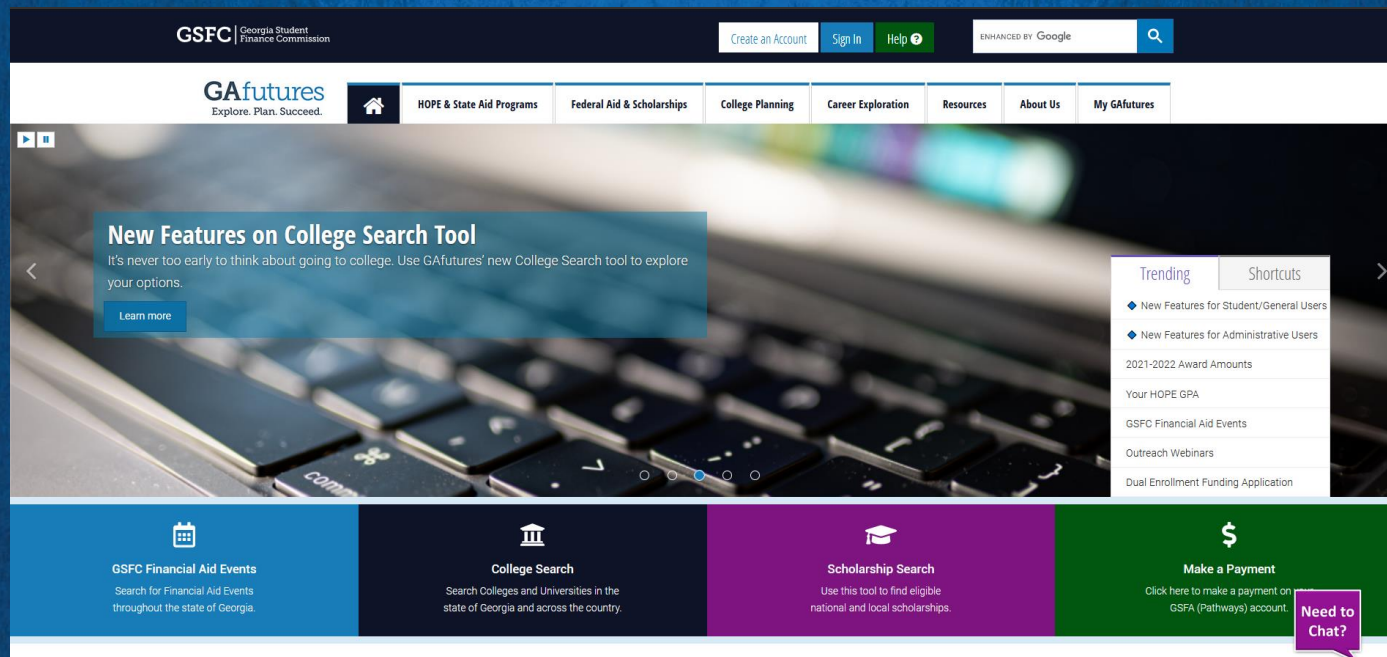 GSFC Georgia Student
Finance Commission
Create an Account
Sign In
Help ?
ENHANCED BY Google
GAfutures
Explore. Plan. Succeed.
HOPE & State Aid Programs
Federal Aid & Scholarships
College Planning
Career Exploration
Resources
About Us
My GAfutures
New Features on College Search Tool
It's never too early to think about going to college. Use GAfutures' new College Search tool to explore
your options.
Learn more
Trending
Shortcuts
New Features for Student/General Users
New Features for Administrative Users
2021-2022 Award Amounts
Your HOPE GPA
GSFC Financial Aid Events
Outreach Webinars
Dual Enrollment Funding Application
GSFC Financial Aid Events
Search for Financial Aid Events
throughout the state of Georgia.
College Search
Search Colleges and Universities in the
state of Georgia and across the country.
Scholarship Search
Use this tool to find eligible
national and local scholarships.
Make a Payment
Click here to make a payment on
GSFA (Pathways) account.
Need to
Chat?